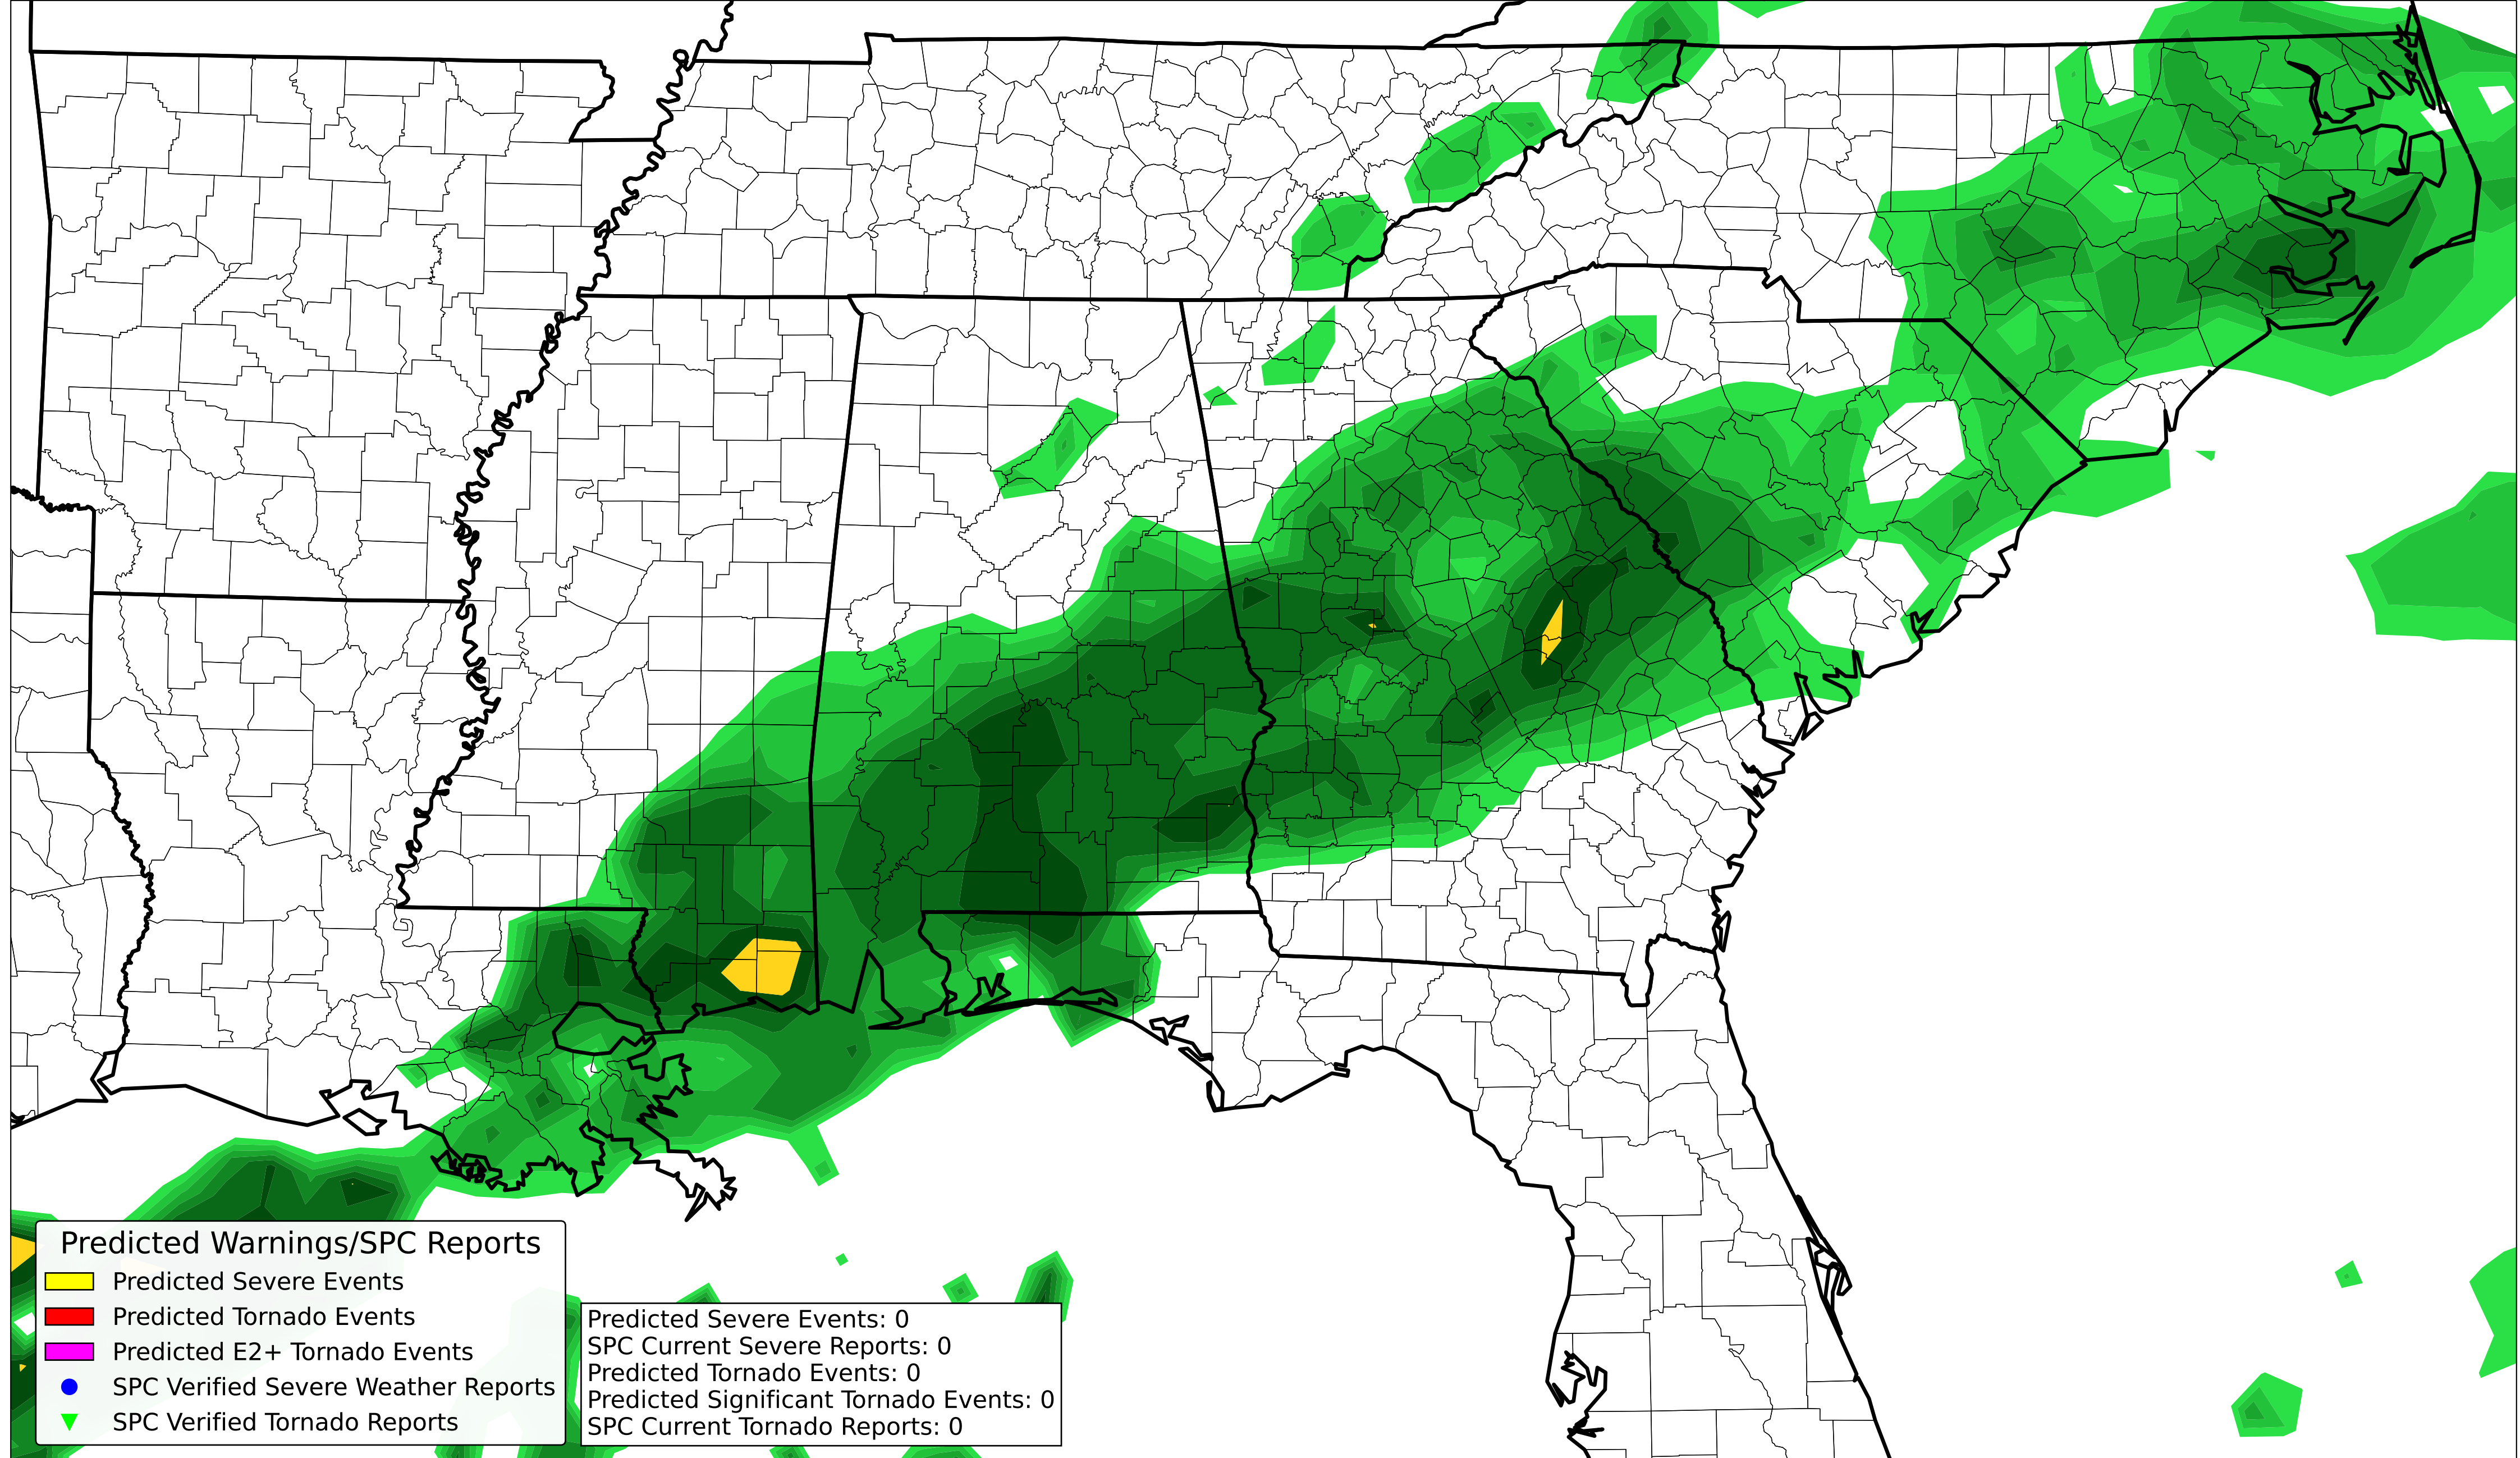 Predicted Warnings/SPC Reports
Predicted Severe Events
Predicted Tornado Events
Predicted E2+ Tornado Events
SPC Verified Severe Weather Reports
SPC Verified Tornado Reports
Predicted Severe Events: 0
SPC Current Severe Reports: 0
Predicted Tornado Events: 0
Predicted Significant Tornado Events: 0
SPC Current Tornado Reports: 0